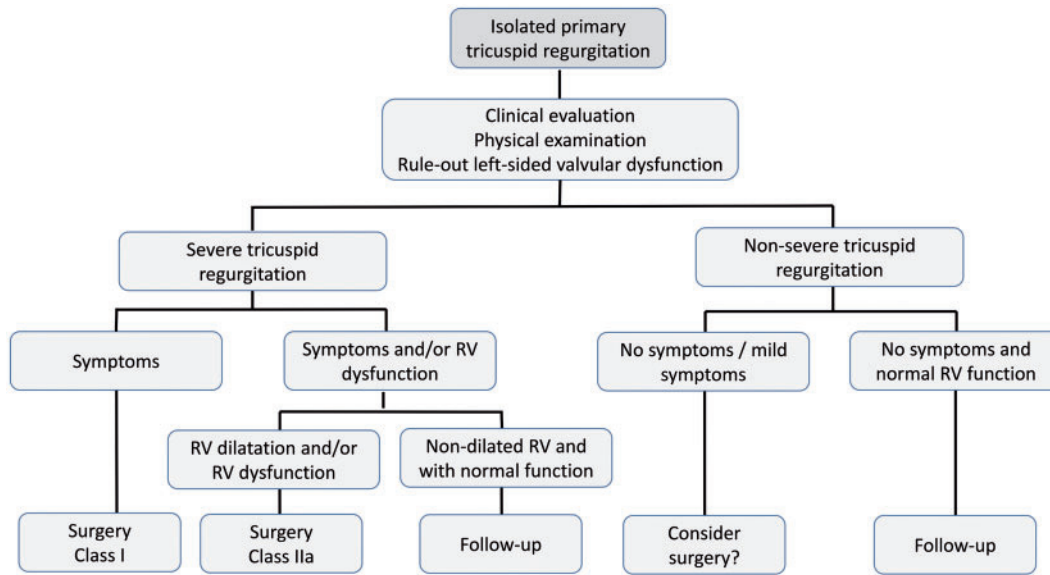 Isolated primary
tricuspid regurgitation
Clinical evaluation
Physical examination
Rule-out left-sided valvular dysfunction
Severe tricuspid
regurgitation
Non-severe tricuspid
regurgitation
Symptoms
Symptoms and/or RV
dysfunction
No symptoms / mild
symptoms
No symptoms and
normal RV function
RV dilatation and/or
RV dysfunction
Non-dilated RV and
with normal function
Surgery
Class I
Surgery
Class IIa
Follow-up
Consider
surgery?
Follow-up